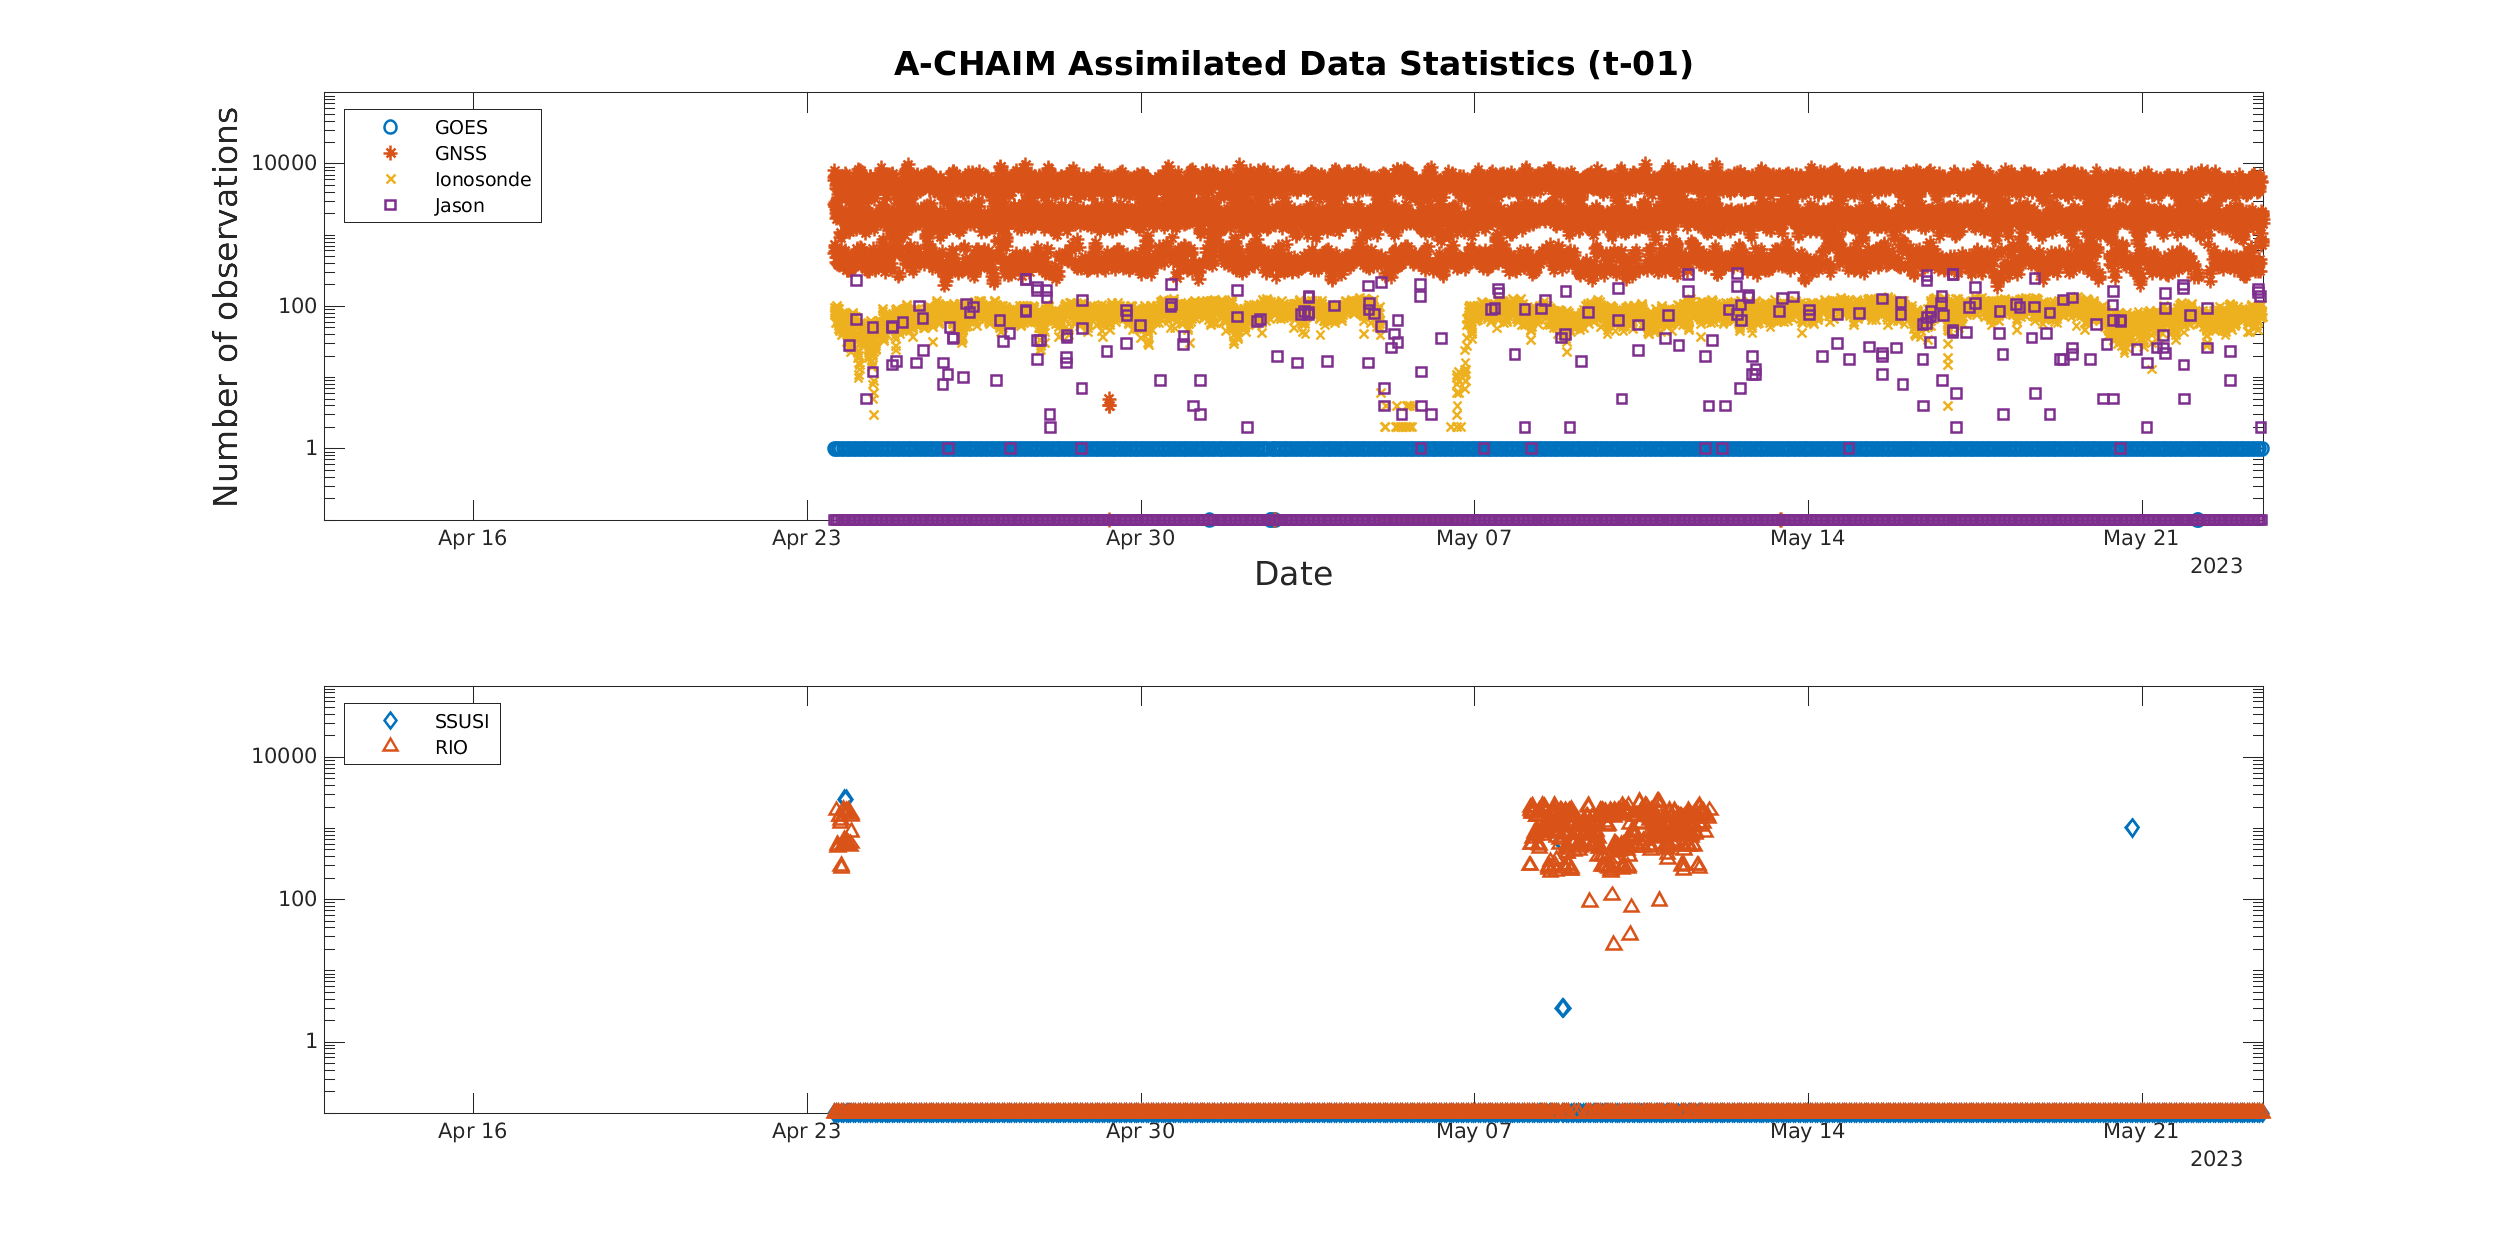 A-CHAIM Assimilated Data Statistics (t-01)
Number of observations
10000
100
1
GOES
GNSS
Ionosonde
Jason
Apr 16 Apr 23 Apr 30 May 07 May 14 May 21
2023
Date
10000
100
1
SSUSI
RIO
Apr 16 Apr 23 Apr 30 May 07 May 14 May 21
2023